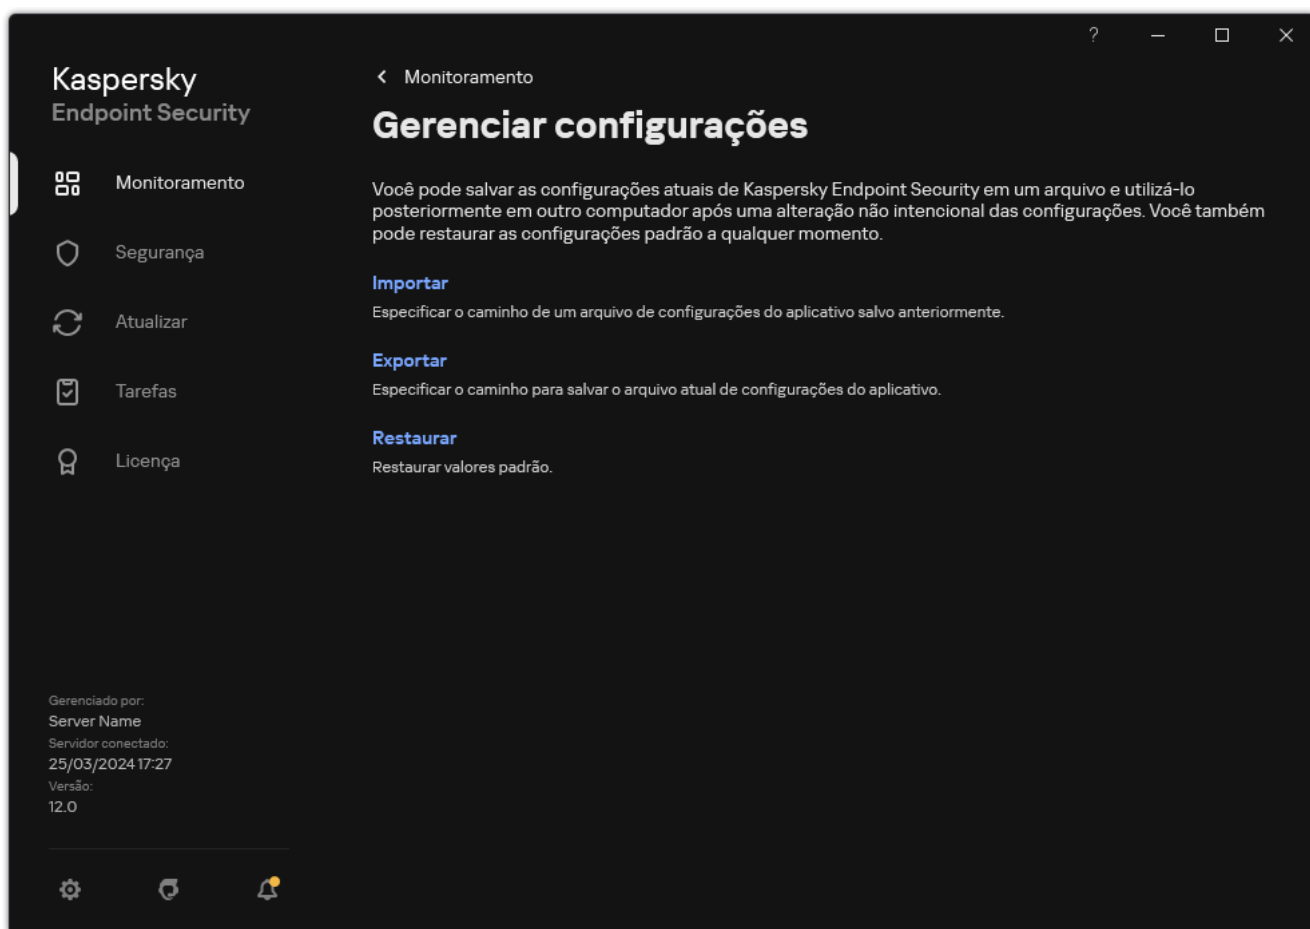 Kaspersky
Endpoint Security
Monitoramento
Segurança
Atualizar
Tarefas
Licença
Gerenciado por:
Server Name
Servidor conectado:
25/03/2024 17:27
Versão:
12.0
?
Monitoramento
Gerenciar configurações
Você pode salvar as configurações atuais de Kaspersky Endpoint Security em um arquivo e utilizá-lo
posteriormente em outro computador após uma alteração não intencional das configurações. Você também
pode restaurar as configurações padrão a qualquer momento.
Importar
Especificar o caminho de um arquivo de configurações do aplicativo salvo anteriormente.
Exportar
Especificar o caminho para salvar o arquivo atual de configurações do aplicativo.
Restaurar
Restaurar valores padrão.